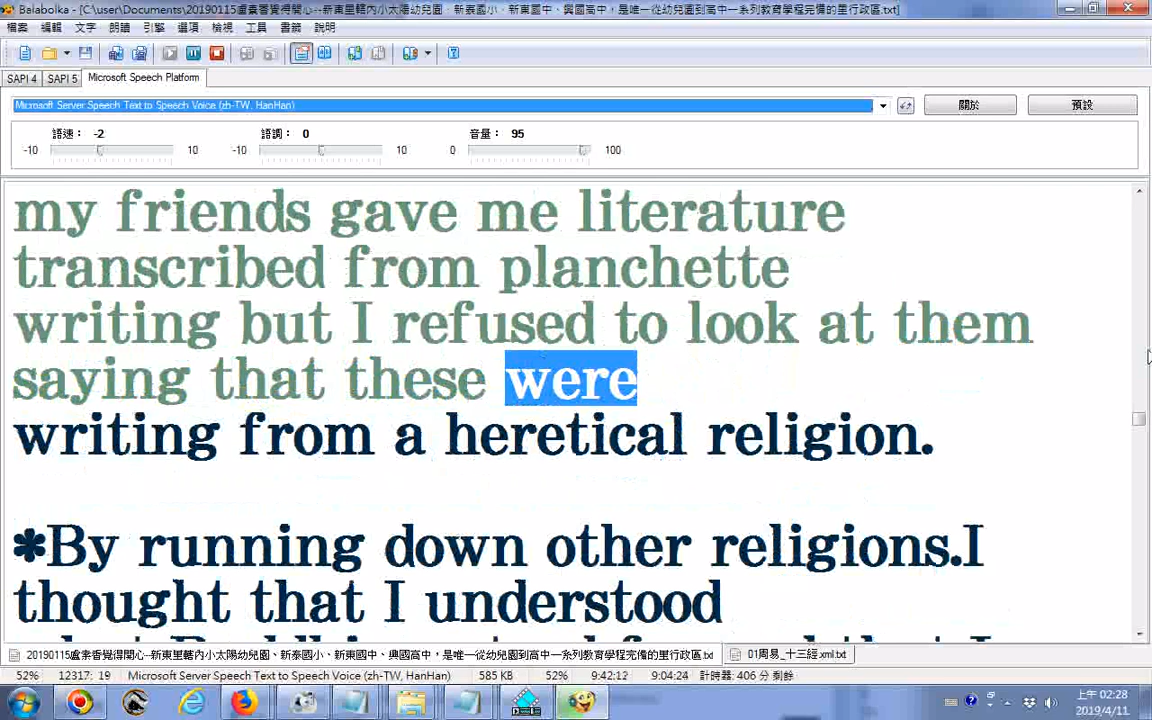 Balabolka - [C:\user\Documents\20190115盧素香覺得開心--新東里轄內小太陽幼兒園、新泰國小、新東國中、興國高中，是唯一從幼兒園到高中一系列教育學程完備的里行政區.txt]
檔案 編輯 文字 朗讀 引擎 選項 檢視 工具 書籤 說明
SAPI 4 SAPI 5 Microsoft Speech Platform
Microsoft Server Speech Text to Speech Voice (zh-TW, HanHan) 關於 預設
語速： -2 語調： 0 音量： 95
-10 10 -10 10 0 100
my friends gave me literature
transcribed from planchette
writing but I refused to look at them
saying that these were
writing from a heretical religion.
*By running down other religions.I
thought that I understood
20190115盧素香覺得開心--新東里轄內小太陽幼兒園、新泰國小、新東國中、興國高中，是唯一從幼兒園到高中一系列教育學程完備的里行政區.txt 01周易_十三經.xml.txt
52% 12317: 19 Microsoft Server Speech Text to Speech Voice (zh-TW, HanHan) 585 KB 52% 9:42:12 9:04:24 計時器: 406 分 剩餘
上午 02:28
2019/4/11